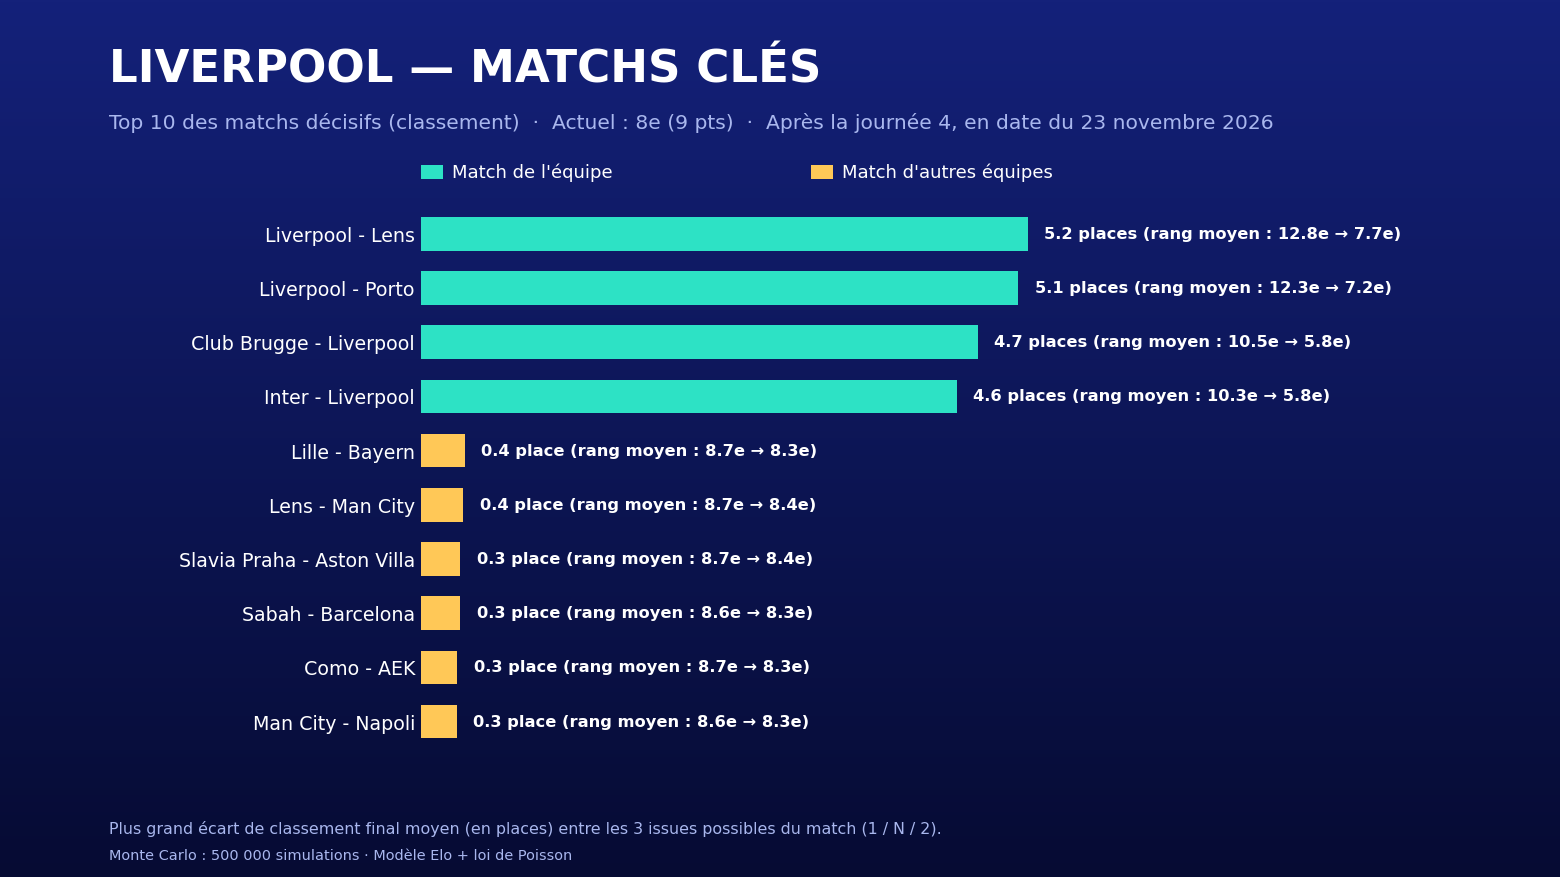 LIVERPOOL — MATCHS CLÉS
Top 10 des matchs décisifs (classement) · Actuel : 8e (9 pts) · Après la journée 4, en date du 23 novembre 2026
Match de l'équipe Match d'autres équipes
Liverpool - Lens 5.2 places (rang moyen : 12.8e → 7.7e)
Liverpool - Porto 5.1 places (rang moyen : 12.3e → 7.2e)
Club Brugge - Liverpool 4.7 places (rang moyen : 10.5e → 5.8e)
Inter - Liverpool 4.6 places (rang moyen : 10.3e → 5.8e)
Lille - Bayern 0.4 place (rang moyen : 8.7e → 8.3e)
Lens - Man City 0.4 place (rang moyen : 8.7e → 8.4e)
Slavia Praha - Aston Villa 0.3 place (rang moyen : 8.7e → 8.4e)
Sabah - Barcelona 0.3 place (rang moyen : 8.6e → 8.3e)
Como - AEK 0.3 place (rang moyen : 8.7e → 8.3e)
Man City - Napoli 0.3 place (rang moyen : 8.6e → 8.3e)
Plus grand écart de classement final moyen (en places) entre les 3 issues possibles du match (1 / N / 2).
Monte Carlo : 500 000 simulations · Modèle Elo + loi de Poisson